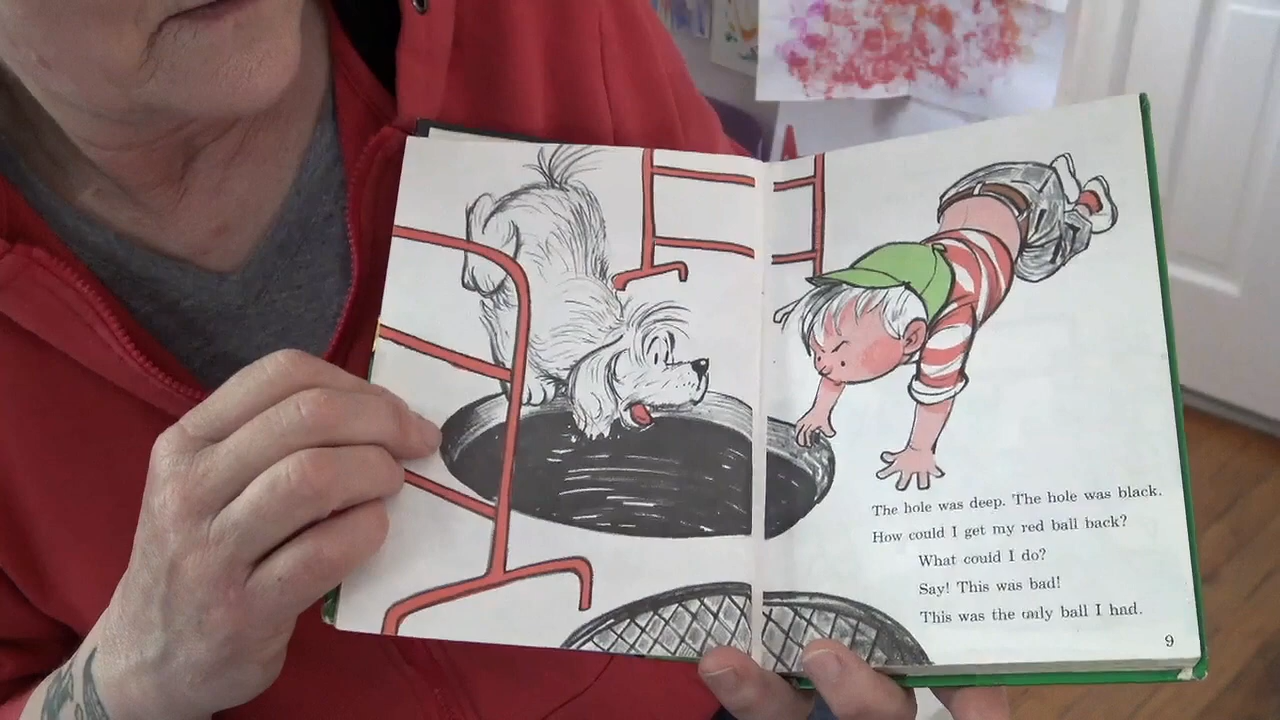 The hole was deep. The hole was black.
How could I get my red ball back?
What could I do?
Say! This was bad!
This was the only ball I had.
9